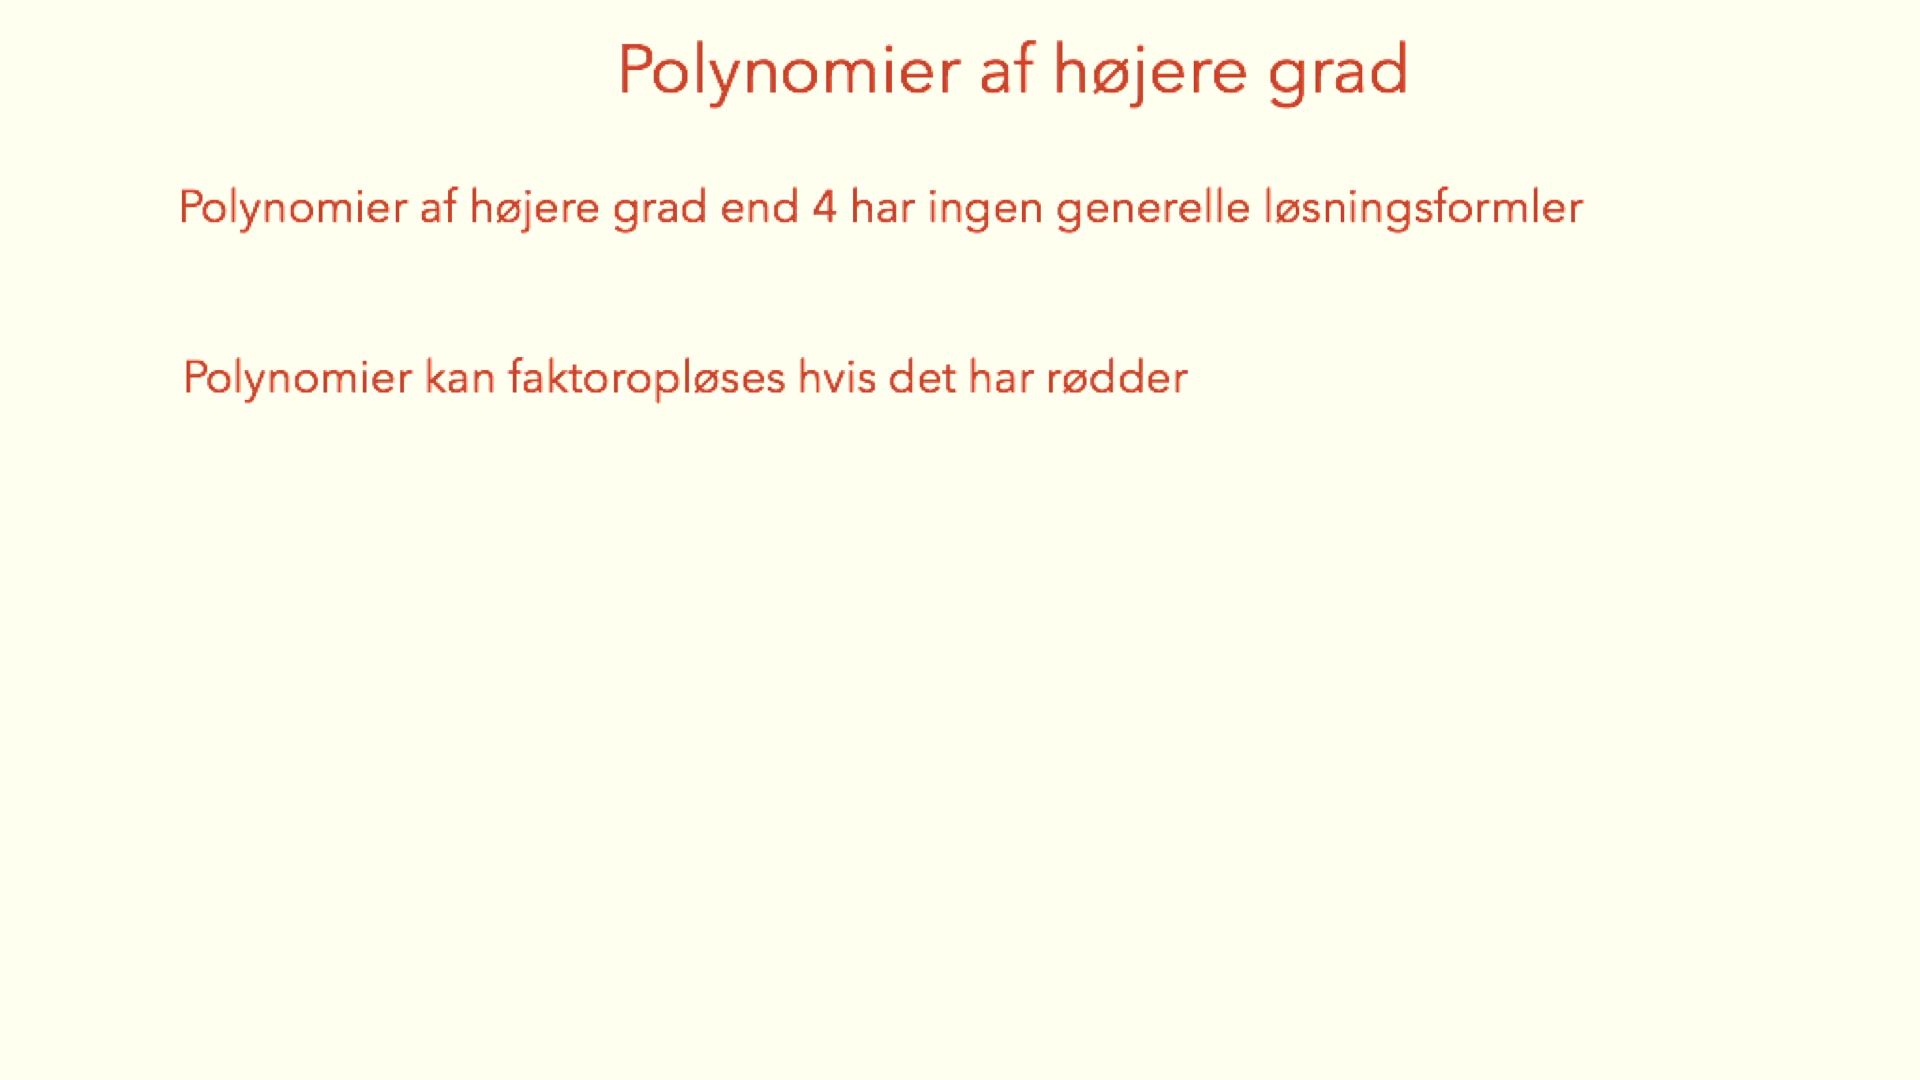 Polynomier af højere grad
Polynomier af højere grad end 4 har ingen generelle løsningsformler
Polynomier kan faktoropløses hvis det har rødder